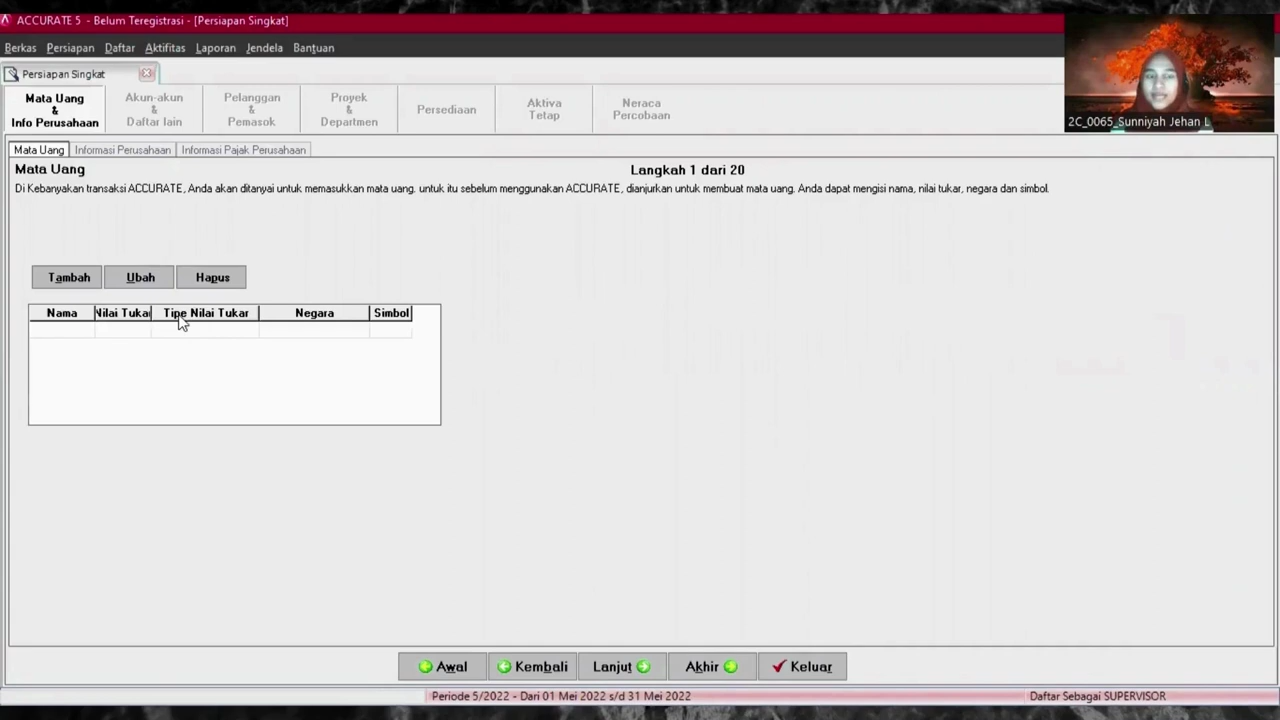 ACCURATE 5 - Belum Teregistrasi - [Persiapan Singkat]
Berkas Persiapan Daftar Aktifitas Laporan Jendela Bantuan
Persiapan Singkat
Mata Uang & Info Perusahaan
Akun-akun & Daftar lain
Pelanggan & Pemasok
Proyek & Departmen
Persediaan
Aktiva Tetap
Neraca Percobaan
2C_0065_Sunniyah Jehan L
Mata Uang Informasi Perusahaan Informasi Pajak Perusahaan
Mata Uang Langkah 1 dari 20
Di Kebanyakan transaksi ACCURATE, Anda akan ditanyai untuk memasukkan mata uang. untuk itu sebelum menggunakan ACCURATE, dianjurkan untuk membuat mata uang. Anda dapat mengisi nama, nilai tukar, negara dan simbol.
Tambah Ubah Hapus
Nama Nilai Tukar Tipe Nilai Tukar Negara Simbol
Awal Kembali Lanjut Akhir Keluar
Periode 5/2022 - Dari 01 Mei 2022 s/d 31 Mei 2022 Daftar Sebagai SUPERVISOR